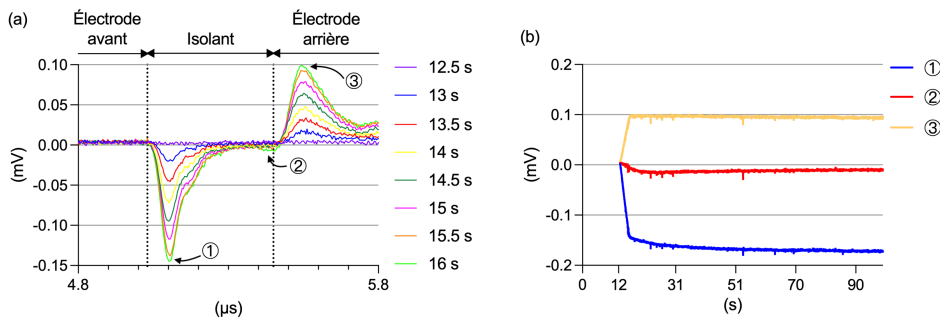 (a)
Électrode
avant
Isolant
Électrode
arrière
0.10
0.05
0.00
-0.05
-0.10
-0.15
(mV)
4.8
5.8
(µs)
①
②
③
12.5 s
13 s
13.5 s
14 s
14.5 s
15 s
15.5 s
16 s
(b)
0.2
0.1
0.0
-0.1
-0.2
(mV)
0
12
31
51
71
90
(s)
①
②
③